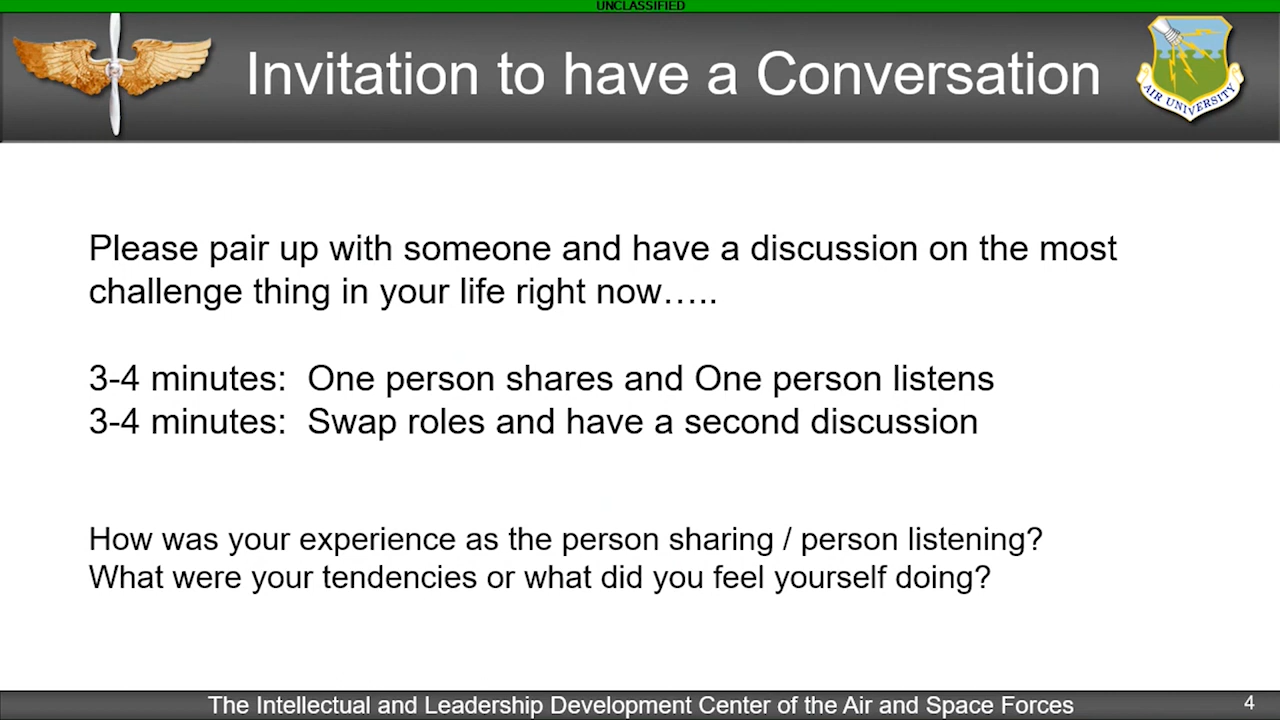 UNCLASSIFIED
Invitation to have a Conversation
AIR UNIVERSITY
Please pair up with someone and have a discussion on the most
challenge thing in your life right now…..
3-4 minutes: One person shares and One person listens
3-4 minutes: Swap roles and have a second discussion
How was your experience as the person sharing / person listening?
What were your tendencies or what did you feel yourself doing?
The Intellectual and Leadership Development Center of the Air and Space Forces
4